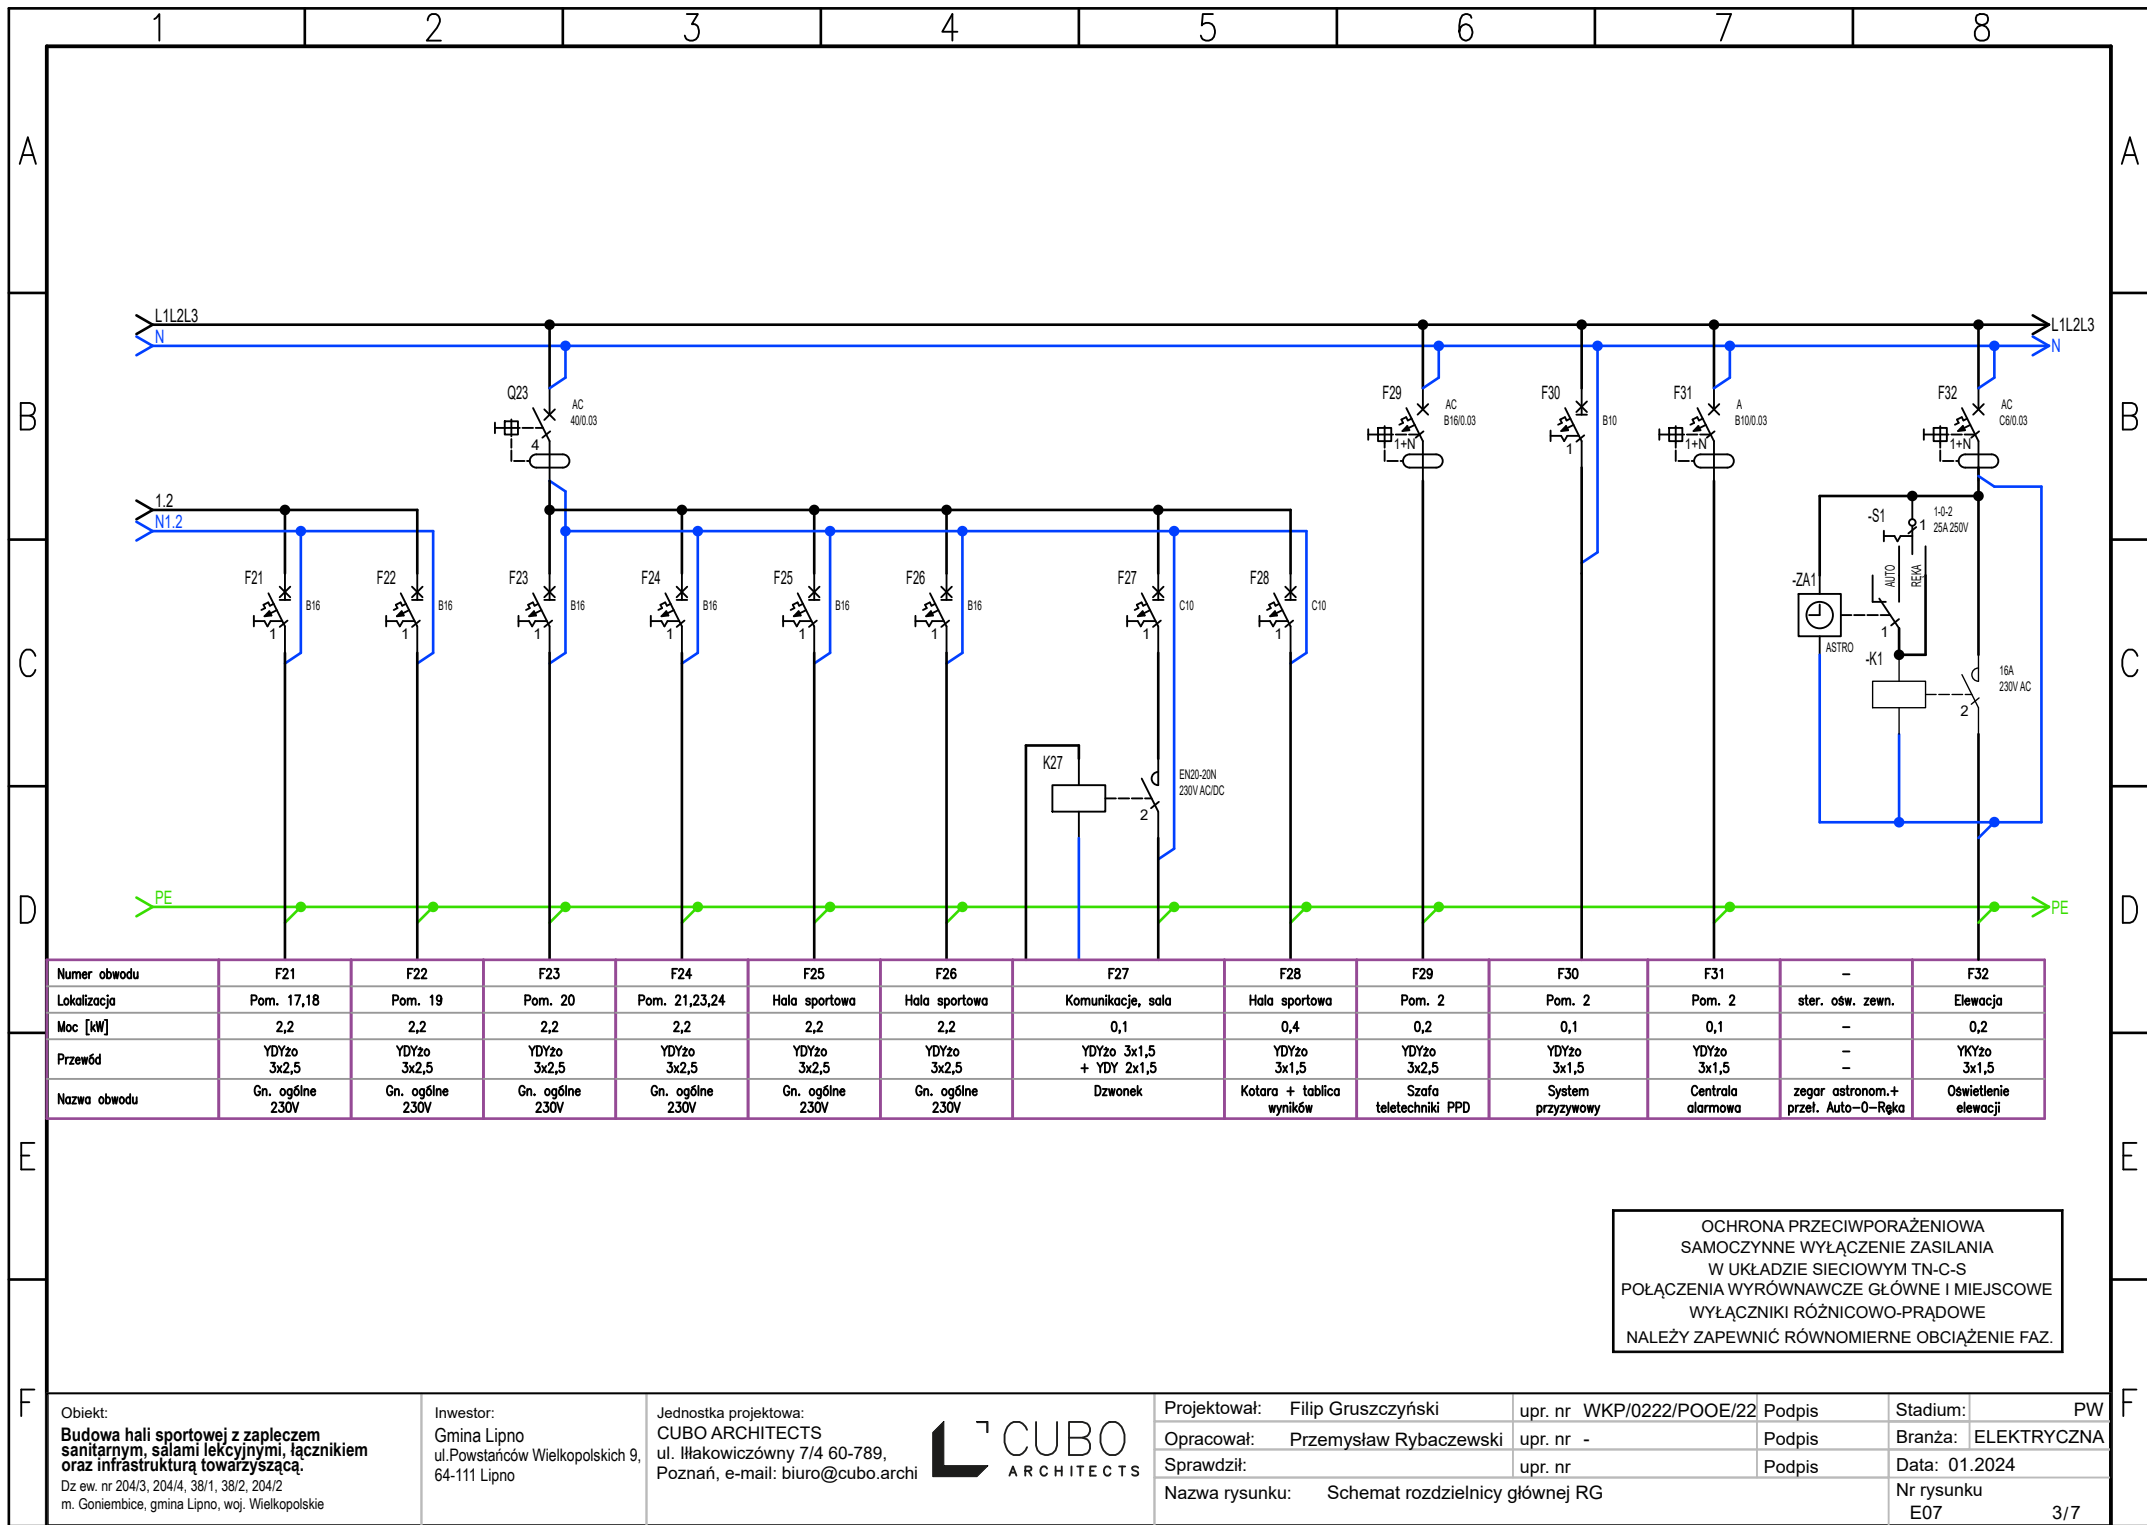 1 2 3 4 5 6 7 8
A A
L1L2L3 L1L2L3
N N
B B
Q23 AC
40/0.03
4
F29 AC
B16/0.03
1+N
F30 B10
1
F31 A
B10/0.03
1+N
F32 AC
C6/0.03
1+N
1.2
N1.2
-S1 1 1-0-2
25A 250V
AUTO RĘKA
-ZA1
ASTRO
1
-K1
16A
230V AC
2
C C
F21 B16
1
F22 B16
1
F23 B16
1
F24 B16
1
F25 B16
1
F26 B16
1
F27 C10
1
F28 C10
1
K27 EN20-20N
230V AC/DC
2
D D
PE PE
Numer obwodu F21 F22 F23 F24 F25 F26 F27 F28 F29 F30 F31 – F32
Lokalizacja Pom. 17,18 Pom. 19 Pom. 20 Pom. 21,23,24 Hala sportowa Hala sportowa Komunikacje, sala Hala sportowa Pom. 2 Pom. 2 Pom. 2 ster. ośw. zewn. Elewacja
Moc [kW] 2,2 2,2 2,2 2,2 2,2 2,2 0,1 0,4 0,2 0,1 0,1 – 0,2
Przewód YDYżo YDYżo YDYżo YDYżo YDYżo YDYżo YDYżo 3x1,5 YDYżo YDYżo YDYżo YDYżo – YKYżo
3x2,5 3x2,5 3x2,5 3x2,5 3x2,5 3x2,5 + YDY 2x1,5 3x1,5 3x2,5 3x1,5 3x1,5 – 3x1,5
Nazwa obwodu Gn. ogólne Gn. ogólne Gn. ogólne Gn. ogólne Gn. ogólne Gn. ogólne Dzwonek Kotara + tablica Szafa System Centrala zegar astronom.+ Oświetlenie
230V 230V 230V 230V 230V 230V wyników teletechniki PPD przyzywowy alarmowa przeł. Auto-O-Ręka elewacji
E E
OCHRONA PRZECIWPORAŻENIOWA
SAMOCZYNNE WYŁĄCZENIE ZASILANIA
W UKŁADZIE SIECIOWYM TN-C-S
POŁĄCZENIA WYRÓWNAWCZE GŁÓWNE I MIEJSCOWE
WYŁĄCZNIKI RÓŻNICOWO-PRĄDOWE
NALEŻY ZAPEWNIĆ RÓWNOMIERNE OBCIĄŻENIE FAZ.
F F
Obiekt:
Budowa hali sportowej z zapleczem
sanitarnym, salami lekcyjnymi, łącznikiem
oraz infrastrukturą towarzyszącą.
Dz ew. nr 204/3, 204/4, 38/1, 38/2, 204/2
m. Goniembice, gmina Lipno, woj. Wielkopolskie
Inwestor:
Gmina Lipno
ul.Powstańców Wielkopolskich 9,
64-111 Lipno
Jednostka projektowa:
CUBO ARCHITECTS
ul. Iłłakowiczówny 7/4 60-789,
Poznań, e-mail: biuro@cubo.archi
CUBO
ARCHITECTS
Projektował: Filip Gruszczyński upr. nr WKP/0222/POOE/22 Podpis
Opracował: Przemysław Rybaczewski upr. nr - Podpis
Sprawdził: upr. nr Podpis
Nazwa rysunku: Schemat rozdzielnicy głównej RG
Stadium: PW
Branża: ELEKTRYCZNA
Data: 01.2024
Nr rysunku
E07 3/7